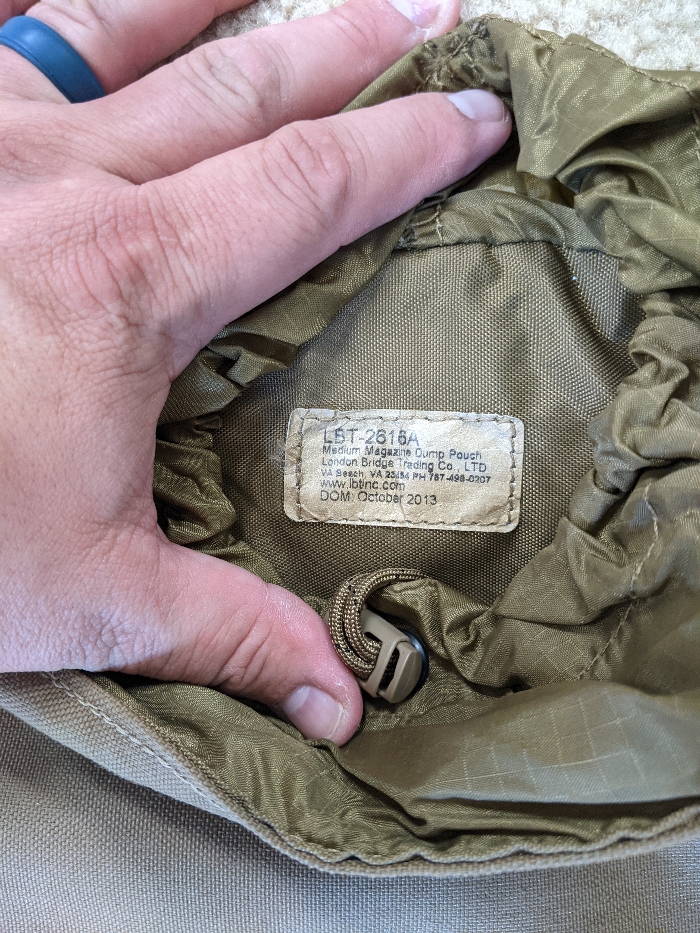 LBT-2616A
Medium Magazine Dump Pouch
London Bridge Trading Co., LTD
VA Beach, VA 23454 PH 757-498-0207
www.lbtinc.com
DOM: October 2013